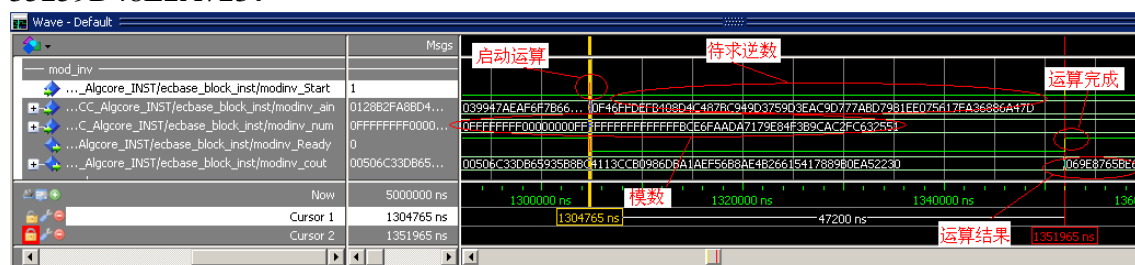 Wave - Default
Msgs
启动运算
待求逆数
运算完成
mod_inv
..._Algcore_INST/ecbase_block_inst/modinv_Start 1
...CC_Algcore_INST/ecbase_block_inst/modinv_ain 0128B2FA8BD4... 039947AEAF6F7B66... 0F46FFDEFB108D4C487BC949D3759D3EAC9D777ABD79B1EE075617FA36886A47D
...C_Algcore_INST/ecbase_block_inst/modinv_num 0FFFFFFFF0000... 0FFFFFFFF00000000FFFFFFFFFFFFFFFFBCE6FAADA7179E84F3B9CAC2FC632551
...Algcore_INST/ecbase_block_inst/modinv_Ready 0
..._Algcore_INST/ecbase_block_inst/modinv_cout 00506C33DB65... 00506C33DB65935B8BC4113CCB0986DBA1AEF56B8AE4B26615417889B0EA52230 069E8765BE6
Now 5000000 ns 1300000 ns 模数 1320000 ns 1340000 ns 136
Cursor 1 1304765 ns 1304765 ns 47200 ns
Cursor 2 1351965 ns 运算结果 1351965 ns